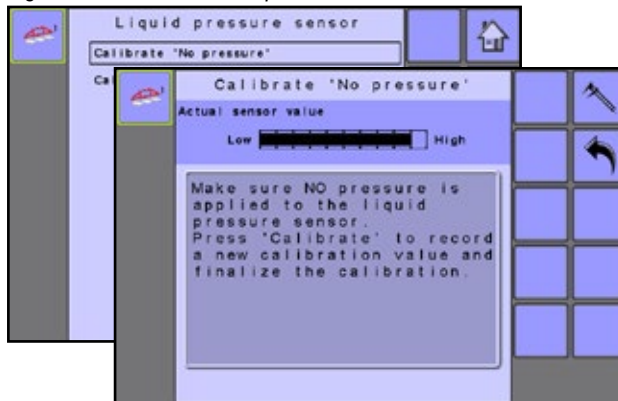 Liquid pressure sensor
Calibrate 'No pressure'
Ca
Calibrate 'No pressure'
Actual sensor value
Low High
Make sure NO pressure is
applied to the liquid
pressure sensor.
Press 'Calibrate' to record
a new calibration value and
finalize the calibration.